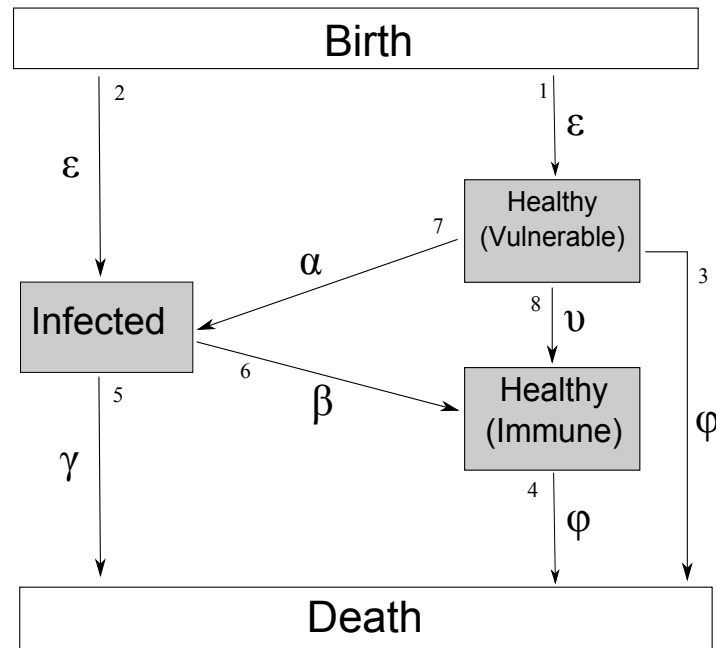 Birth
2
1
ε
ε
Healthy
(Vulnerable)
7
α
3
Infected
8
υ
6
Healthy
(Immune)
5
β
φ
γ
4
φ
Death